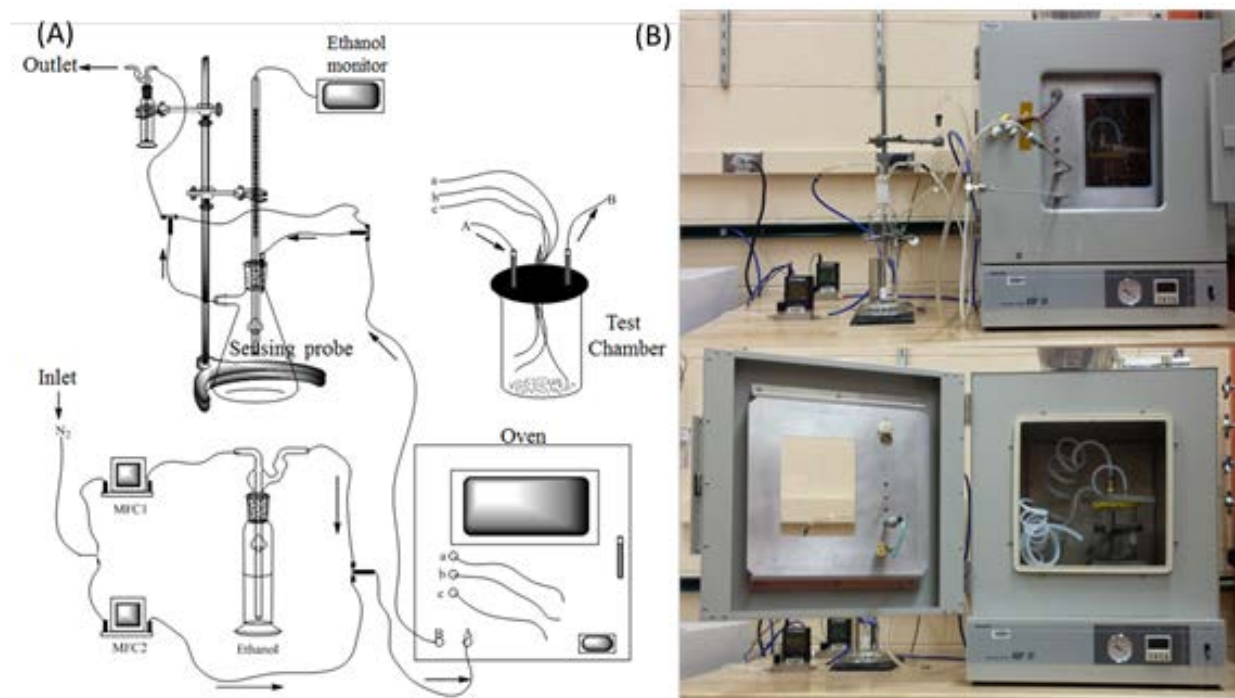 (A)
Outlet
Ethanol
monitor
(B)
a
b
c
A
B
Sensing probe
Test
Chamber
Inlet
N2
MFC1
MFC2
Ethanol
Oven
a
b
c
B
A